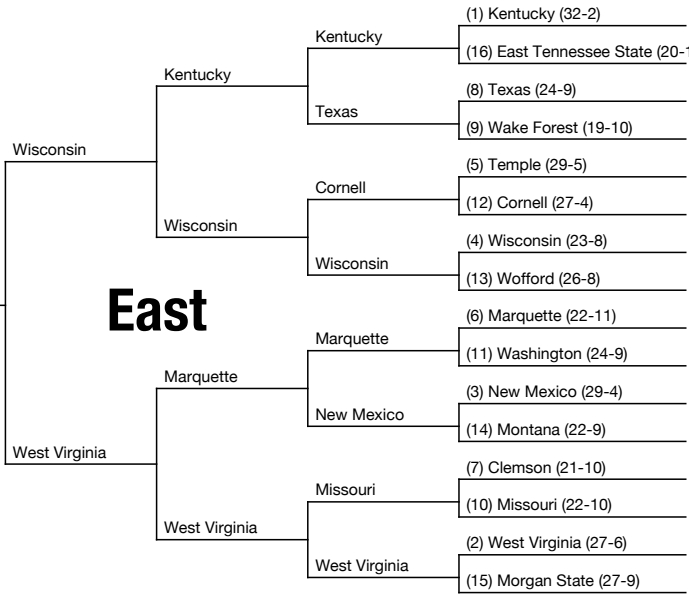 (1) Kentucky (32-2)
Kentucky
(16) East Tennessee State (20-1
Kentucky
(8) Texas (24-9)
Texas
(9) Wake Forest (19-10)
Wisconsin
(5) Temple (29-5)
Cornell
(12) Cornell (27-4)
Wisconsin
(4) Wisconsin (23-8)
Wisconsin
(13) Wofford (26-8)
East
(6) Marquette (22-11)
Marquette
(11) Washington (24-9)
Marquette
(3) New Mexico (29-4)
New Mexico
(14) Montana (22-9)
West Virginia
(7) Clemson (21-10)
Missouri
(10) Missouri (22-10)
West Virginia
(2) West Virginia (27-6)
West Virginia
(15) Morgan State (27-9)